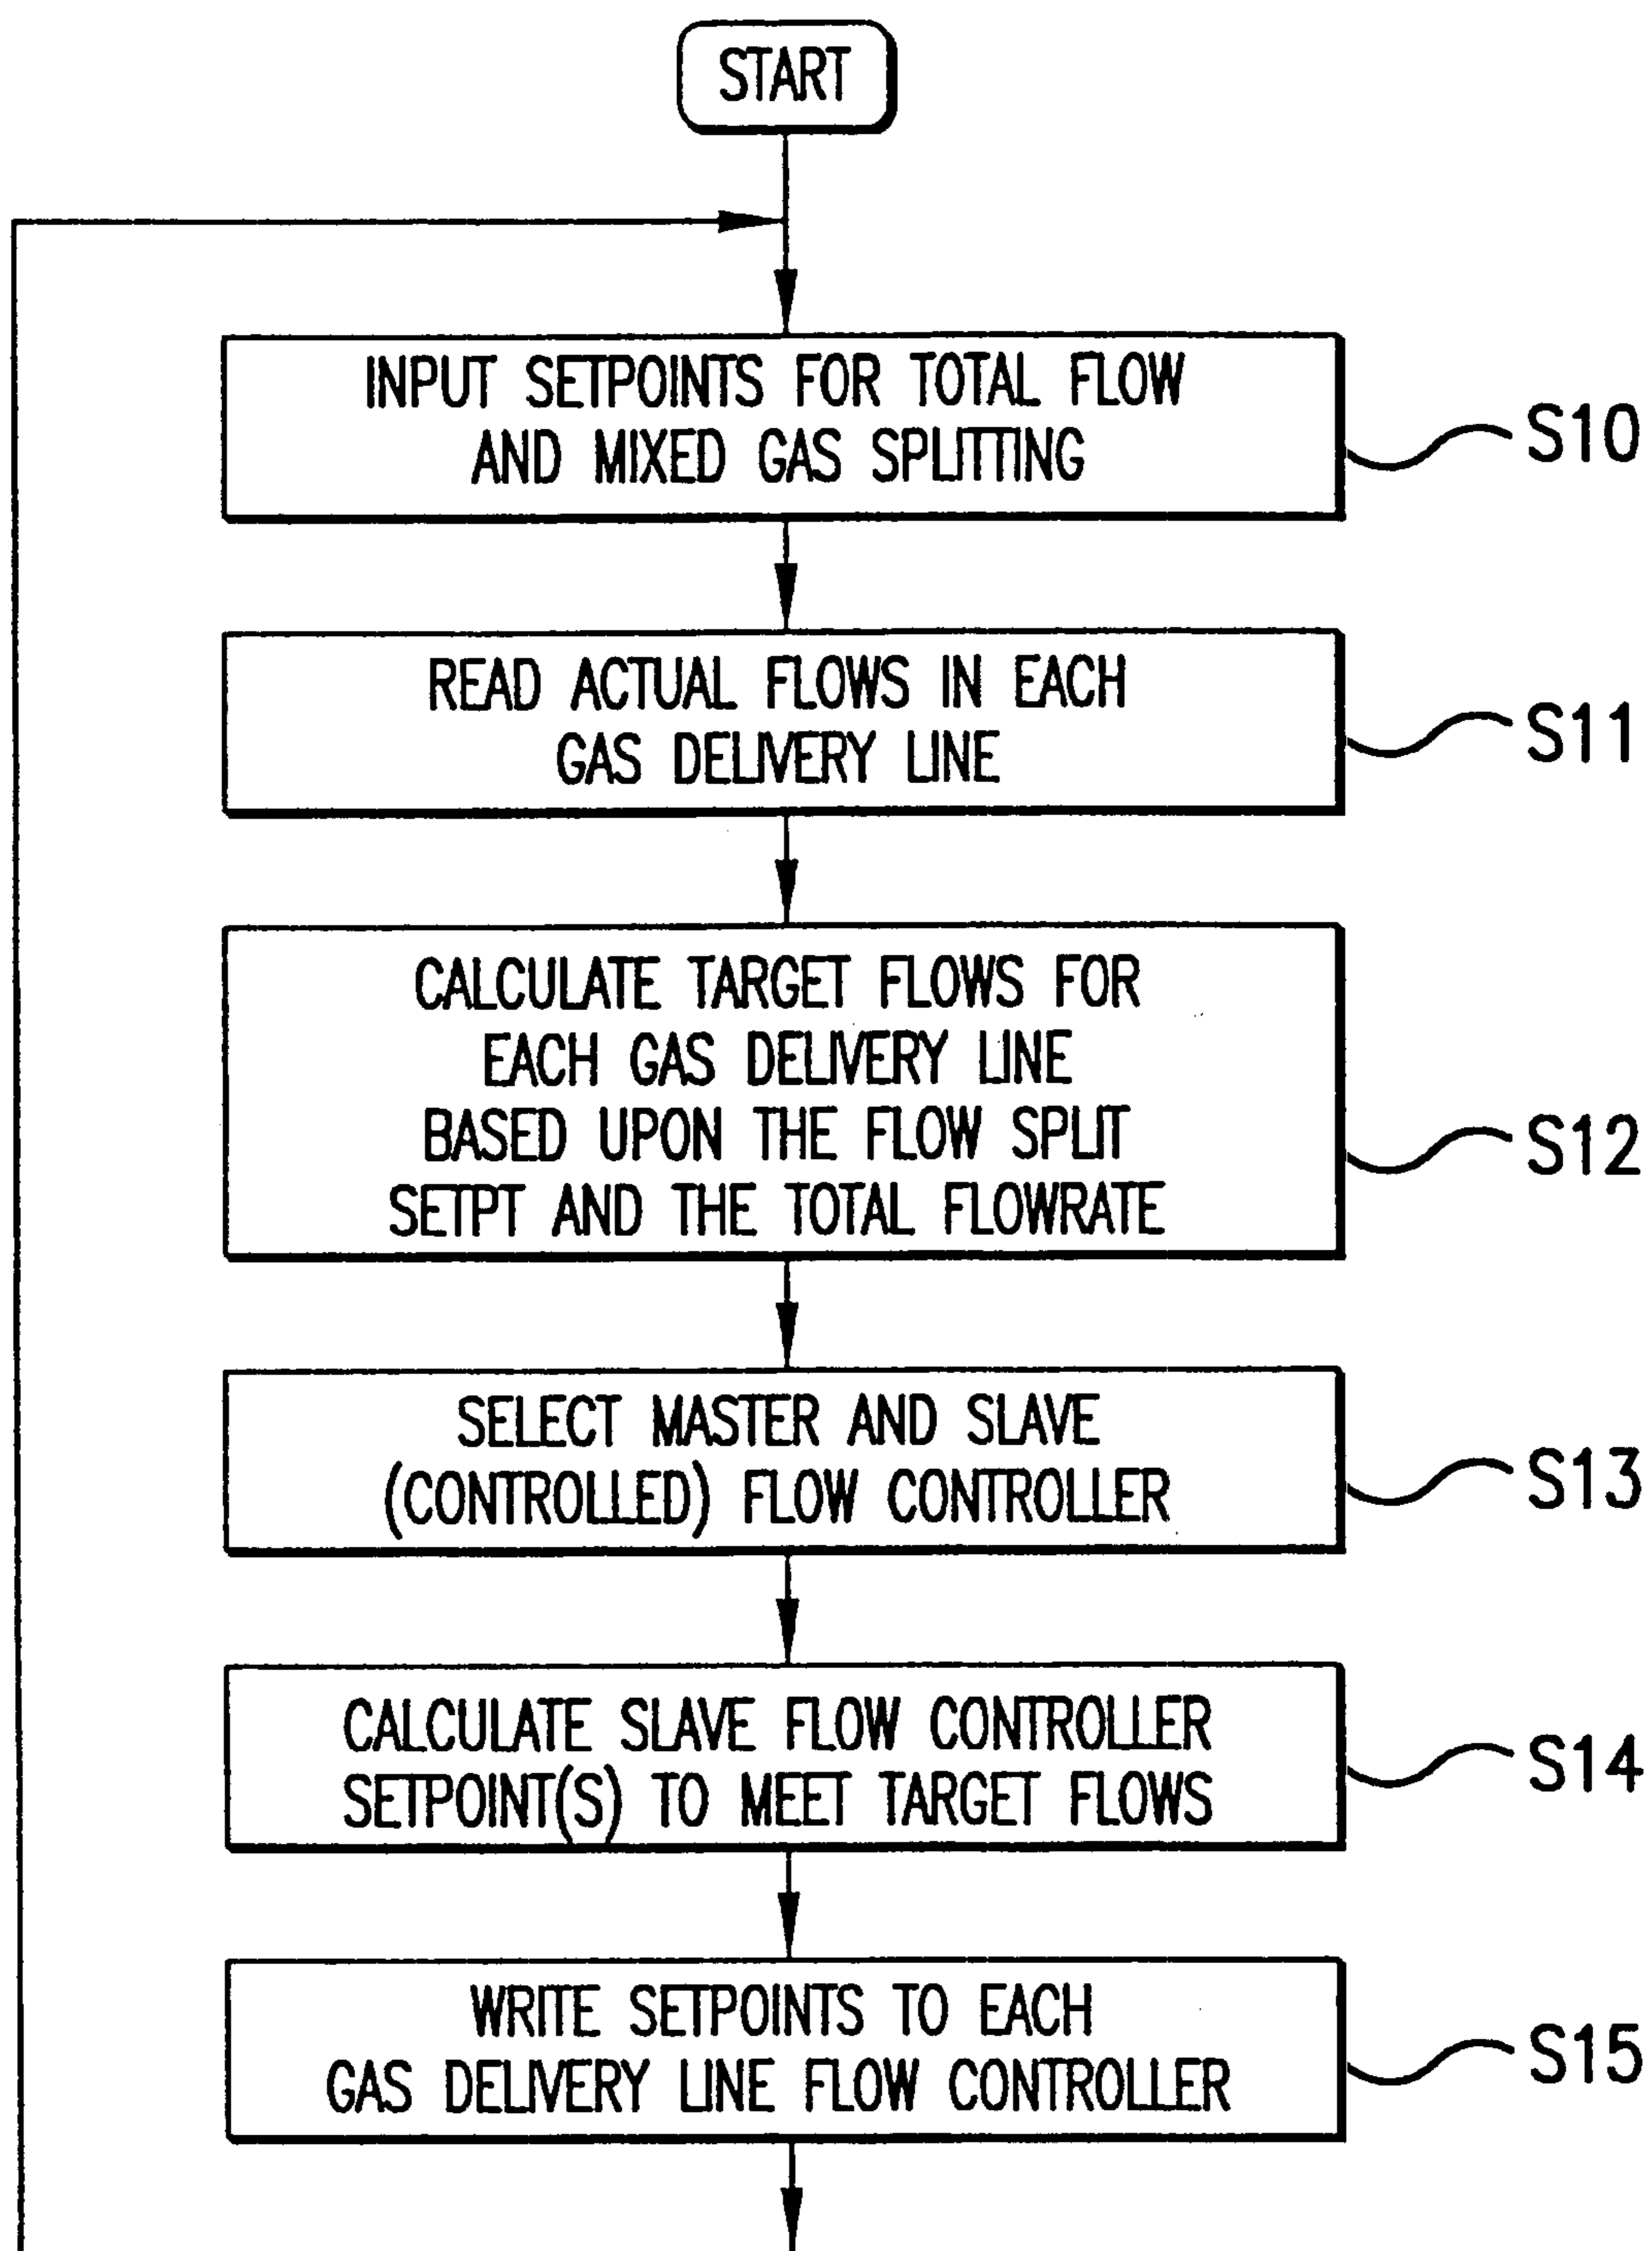 START
INPUT SETPOINTS FOR TOTAL FLOW
AND MIXED GAS SPLITTING
S10
READ ACTUAL FLOWS IN EACH
GAS DELIVERY LINE
S11
CALCULATE TARGET FLOWS FOR
EACH GAS DELIVERY LINE
BASED UPON THE FLOW SPLIT
SETPT AND THE TOTAL FLOWRATE
S12
SELECT MASTER AND SLAVE
(CONTROLLED) FLOW CONTROLLER
S13
CALCULATE SLAVE FLOW CONTROLLER
SETPOINT(S) TO MEET TARGET FLOWS
S14
WRITE SETPOINTS TO EACH
GAS DELIVERY LINE FLOW CONTROLLER
S15